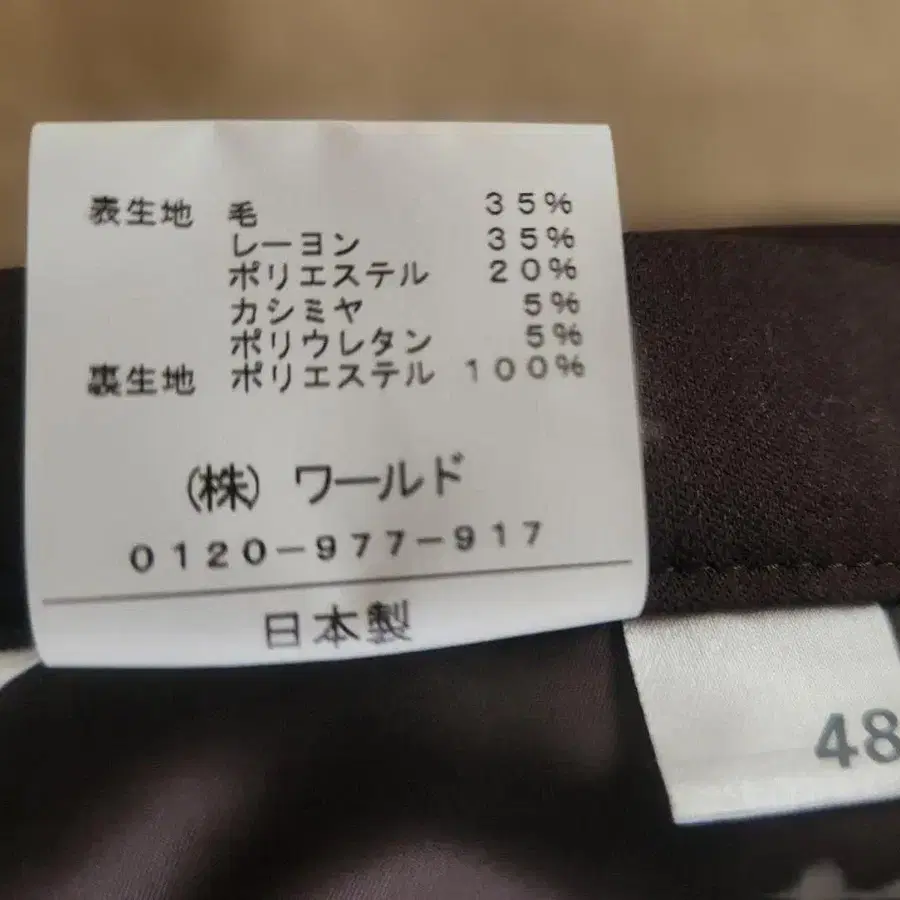 表生地 毛 35%
レーヨン 35%
ポリエステル 20%
カシミヤ 5%
ポリウレタン 5%
裏生地 ポリエステル 100%
(株) ワールド
0120-977-917
日本製
48